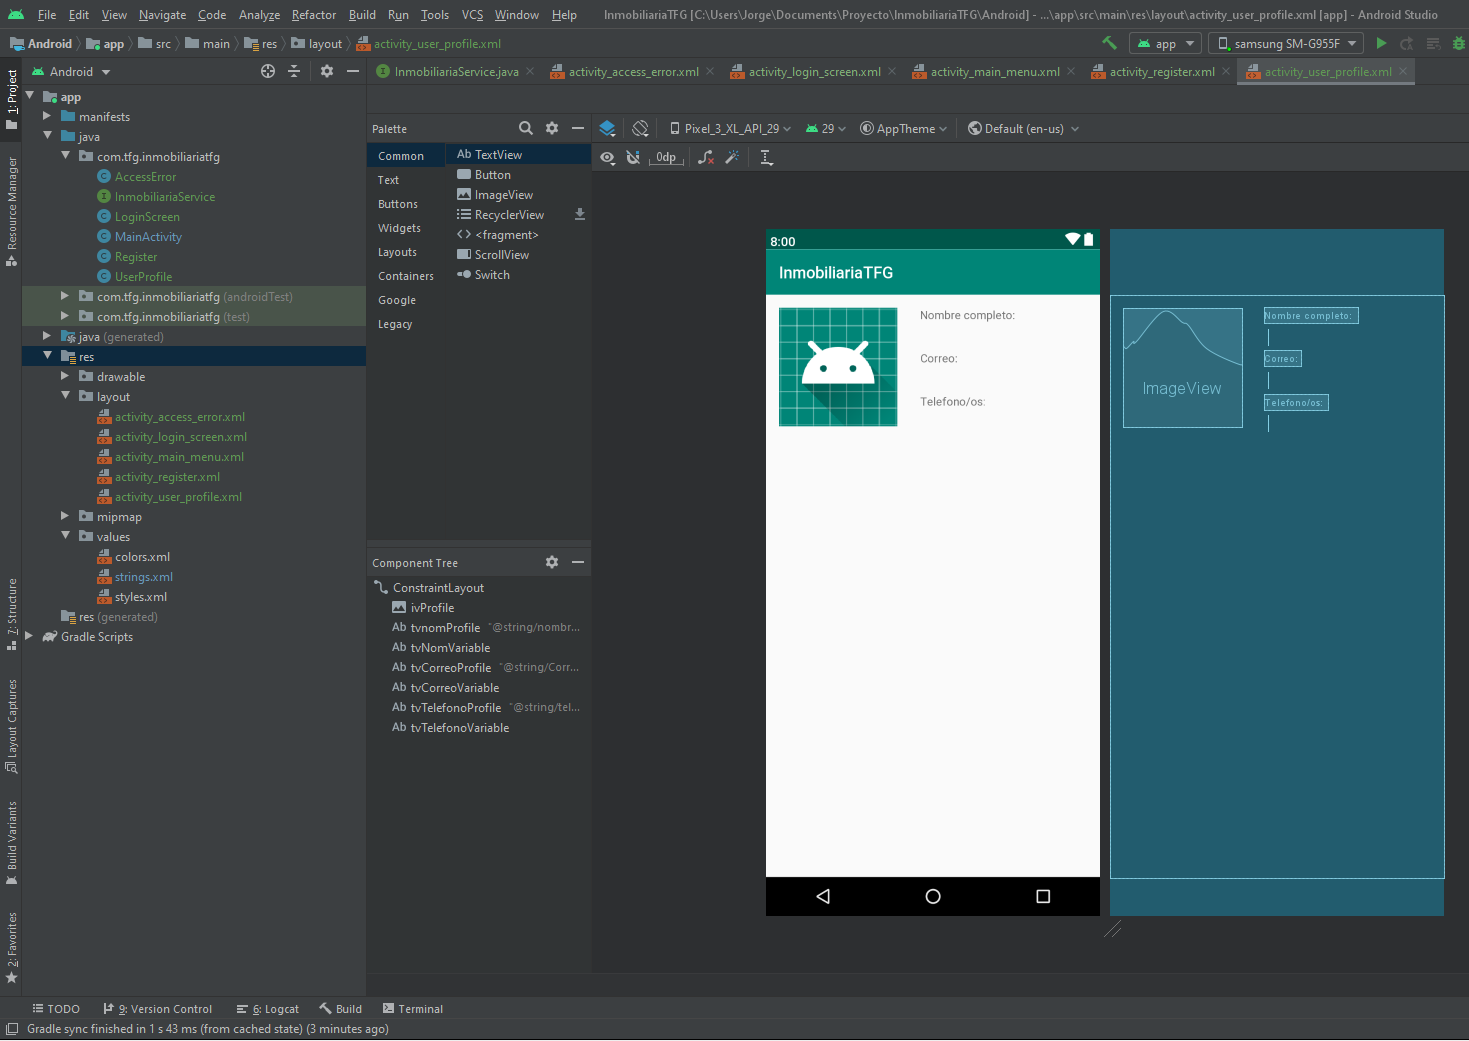 File Edit View Navigate Code Analyze Refactor Build Run Tools VCS Window Help InmobiliariaTFG [C:\Users\Jorge\Documents\Proyecto\InmobiliariaTFG\Android] - ...\app\src\main\res\layout\activity_user_profile.xml [app] - Android Studio
Android app src main res layout activity_user_profile.xml app samsung SM-G955F
1: Project
Resource Manager
7: Structure
Layout Captures
Build Variants
2: Favorites
Android
InmobiliariaService.java activity_access_error.xml activity_login_screen.xml activity_main_menu.xml activity_register.xml activity_user_profile.xml
app
manifests
java
com.tfg.inmobiliariatfg
AccessError
InmobiliariaService
LoginScreen
MainActivity
Register
UserProfile
com.tfg.inmobiliariatfg (androidTest)
com.tfg.inmobiliariatfg (test)
java (generated)
res
drawable
layout
activity_access_error.xml
activity_login_screen.xml
activity_main_menu.xml
activity_register.xml
activity_user_profile.xml
mipmap
values
colors.xml
strings.xml
styles.xml
res (generated)
Gradle Scripts
Palette
Common
Text
Buttons
Widgets
Layouts
Containers
Google
Legacy
Ab TextView
Button
ImageView
RecyclerView
<> <fragment>
ScrollView
Switch
Component Tree
ConstraintLayout
ivProfile
Ab tvnomProfile "@string/nombr...
Ab tvNomVariable
Ab tvCorreoProfile "@string/Corr...
Ab tvCorreoVariable
Ab tvTelefonoProfile "@string/tel...
Ab tvTelefonoVariable
Pixel_3_XL_API_29 29 AppTheme Default (en-us)
0dp
8:00
InmobiliariaTFG
Nombre completo:
Correo:
Telefono/os:
ImageView
Nombre completo:
Correo:
Telefono/os:
TODO 9: Version Control 6: Logcat Build Terminal
Gradle sync finished in 1 s 43 ms (from cached state) (3 minutes ago)